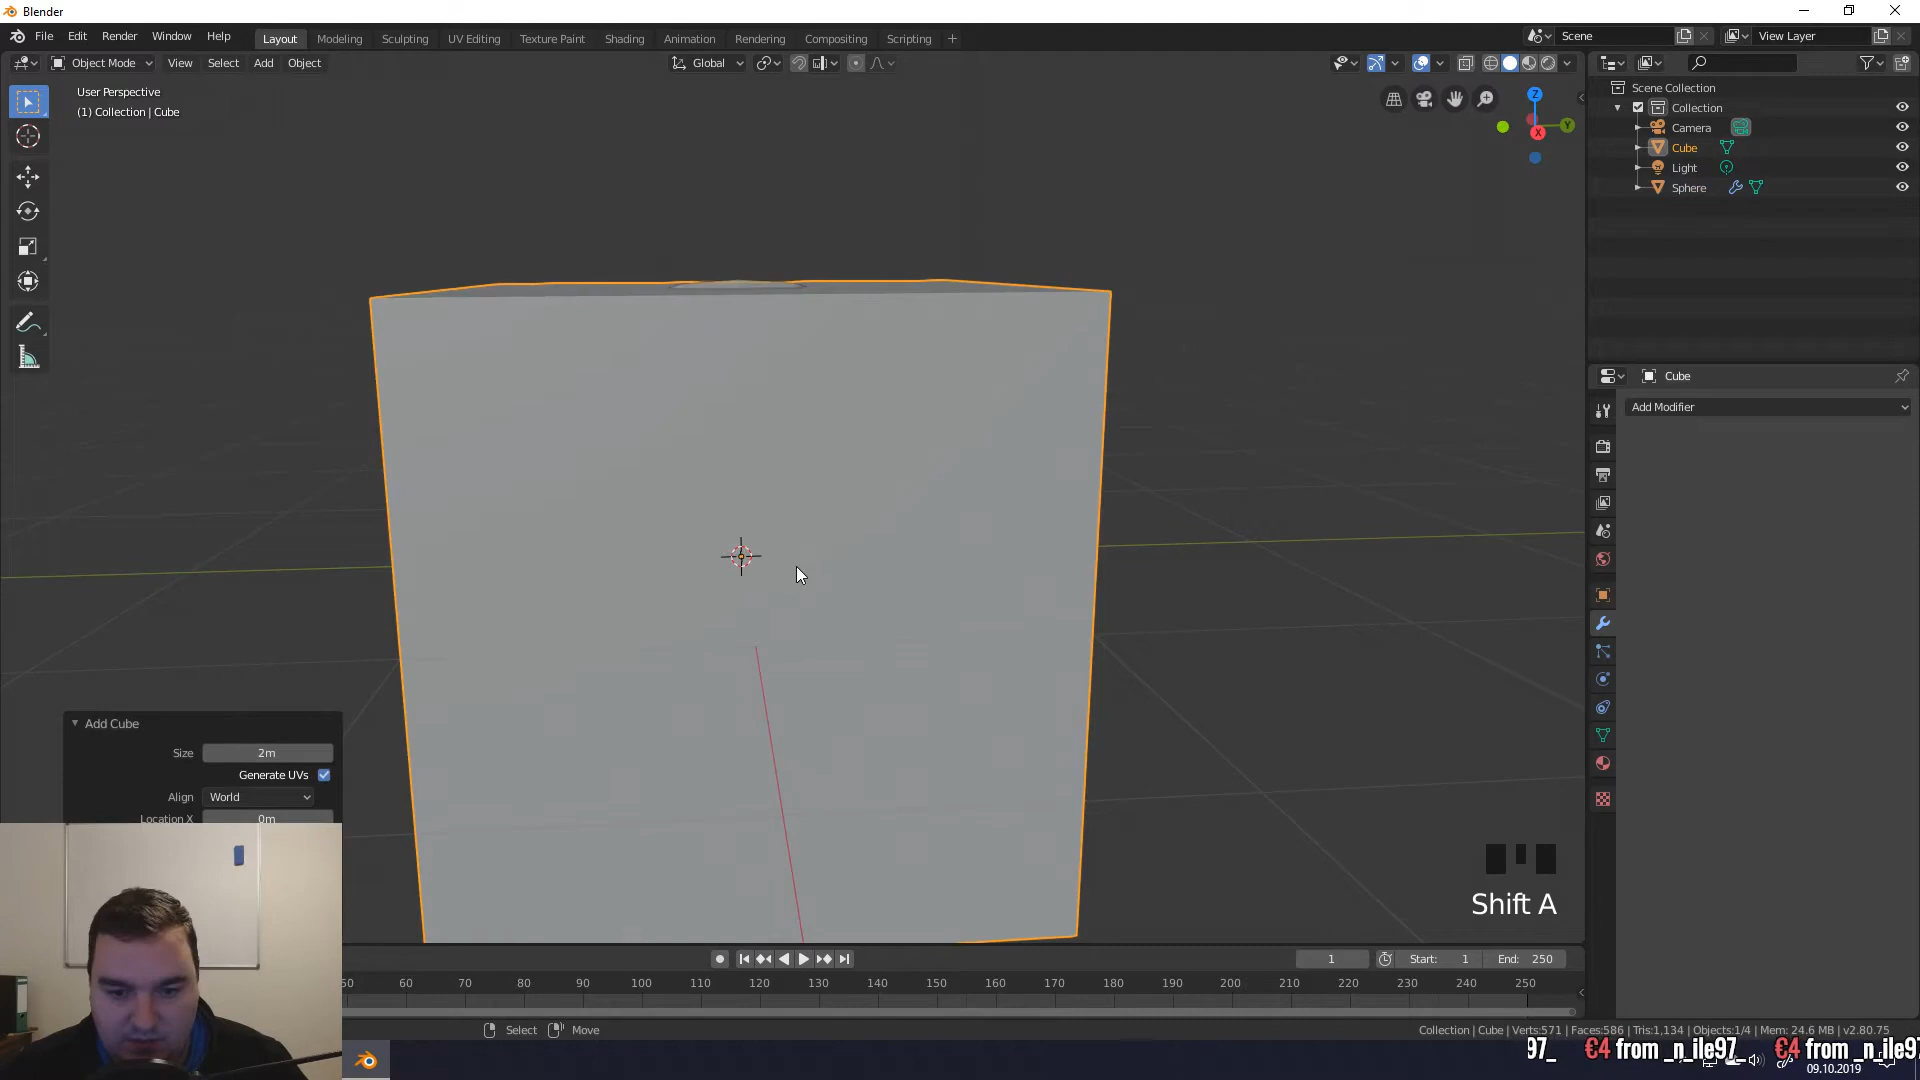 Blender
File Edit Render Window Help
Layout Modeling Sculpting UV Editing Texture Paint Shading Animation Rendering Compositing Scripting +
Scene
View Layer
Object Mode View Select Add Object
Global
User Perspective
(1) Collection | Cube
Z
Y
X
Scene Collection
Collection
Camera
Cube
Light
Sphere
Cube
Add Modifier
Add Cube
Size 2m
Generate UVs
Align World
Location X 0m
Shift A
1 Start: 1 End: 250
50 60 70 80 90 100 110 120 130 140 150 160 170 180 190 200 210 220 230 240 250
Select Move
Collection | Cube | Verts:571 | Faces:586 | Tris:1,134 | Objects:1/4 | Mem: 24.6 MB | v2.80.75
97_ €4 from _n_ile97_ €4 from _n_ile97
09.10.2019